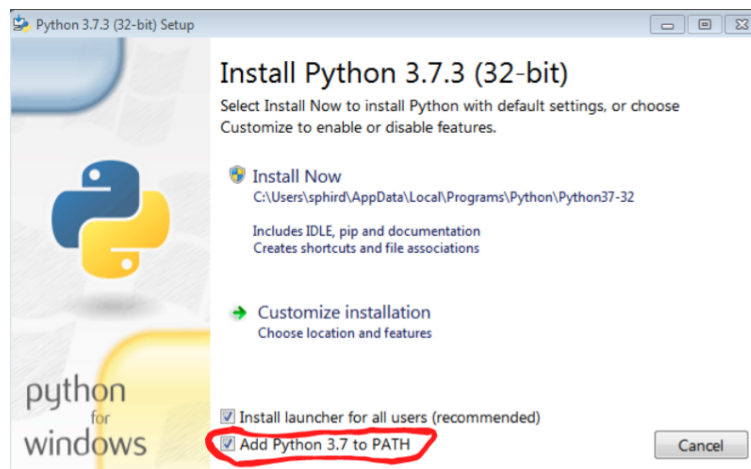 Python 3.7.3 (32-bit) Setup
Install Python 3.7.3 (32-bit)
Select Install Now to install Python with default settings, or choose
Customize to enable or disable features.
Install Now
C:\Users\sphird\AppData\Local\Programs\Python\Python37-32
Includes IDLE, pip and documentation
Creates shortcuts and file associations
Customize installation
Choose location and features
python
for
windows
Install launcher for all users (recommended)
Add Python 3.7 to PATH
Cancel